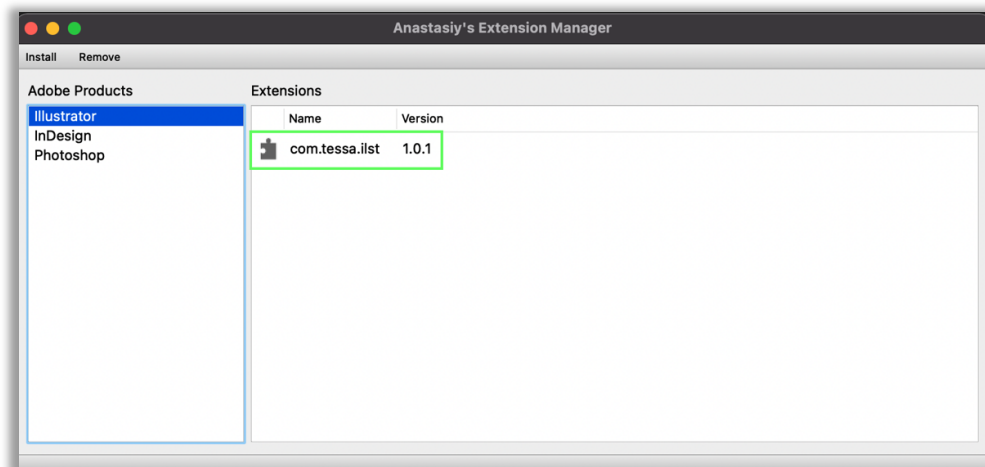 Anastasiy's Extension Manager
Install Remove
Adobe Products
Illustrator
InDesign
Photoshop
Extensions
Name Version
com.tessa.ilst 1.0.1